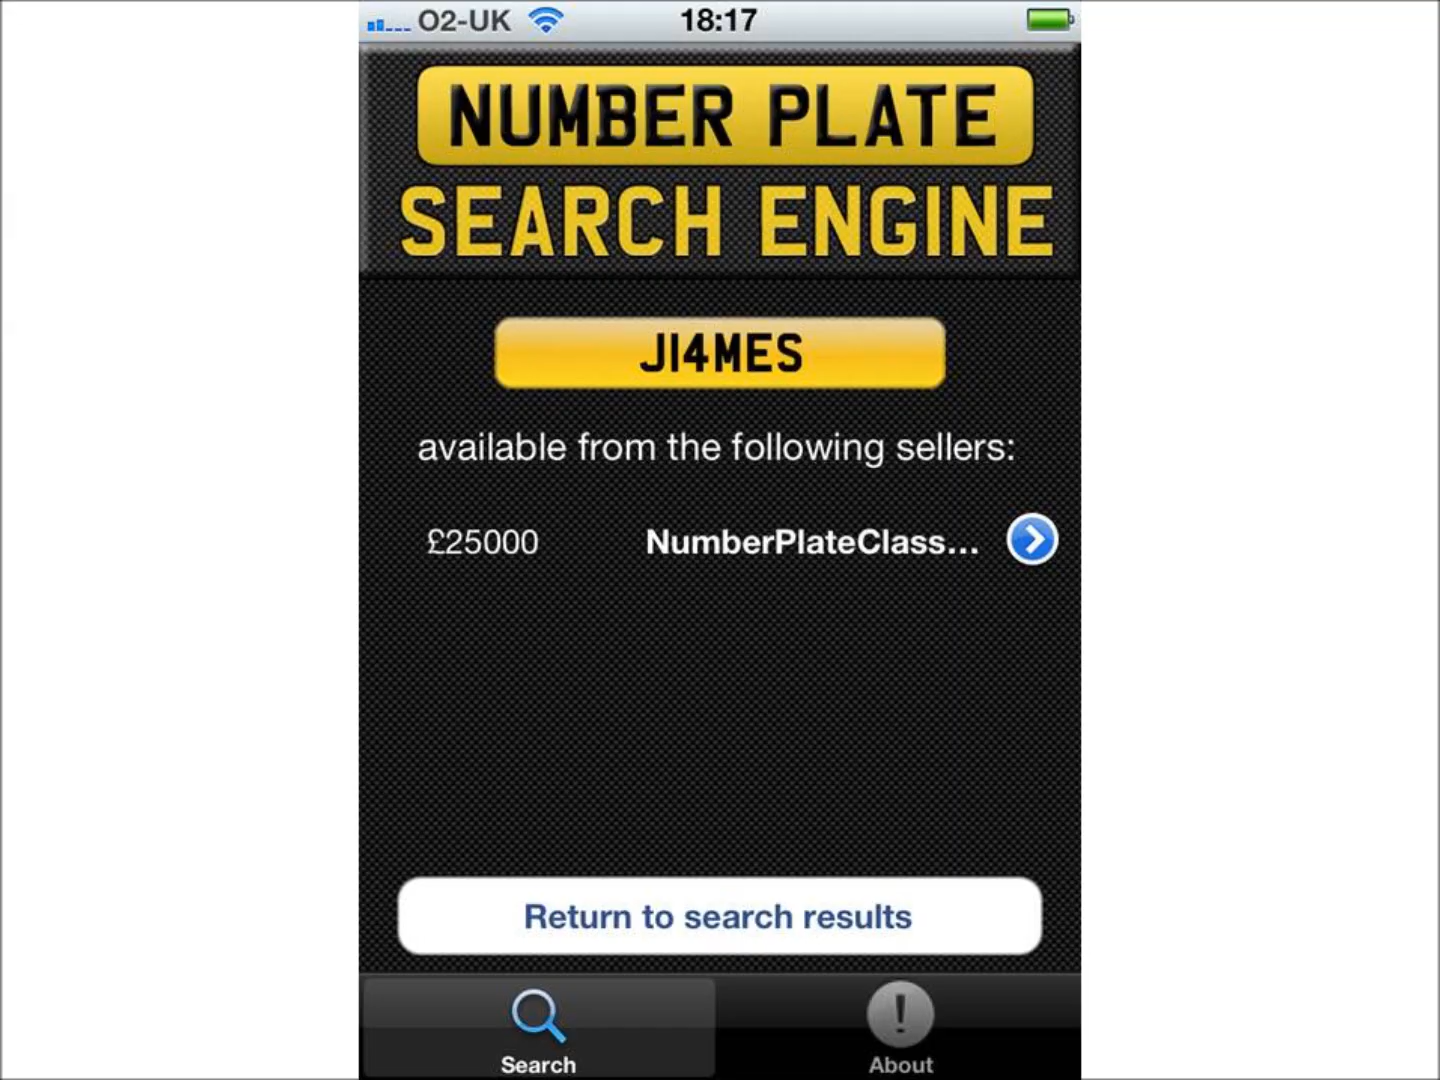 O2-UK 18:17
NUMBER PLATE
SEARCH ENGINE
J14MES
available from the following sellers:
£25000 NumberPlateClass...
Return to search results
Search About